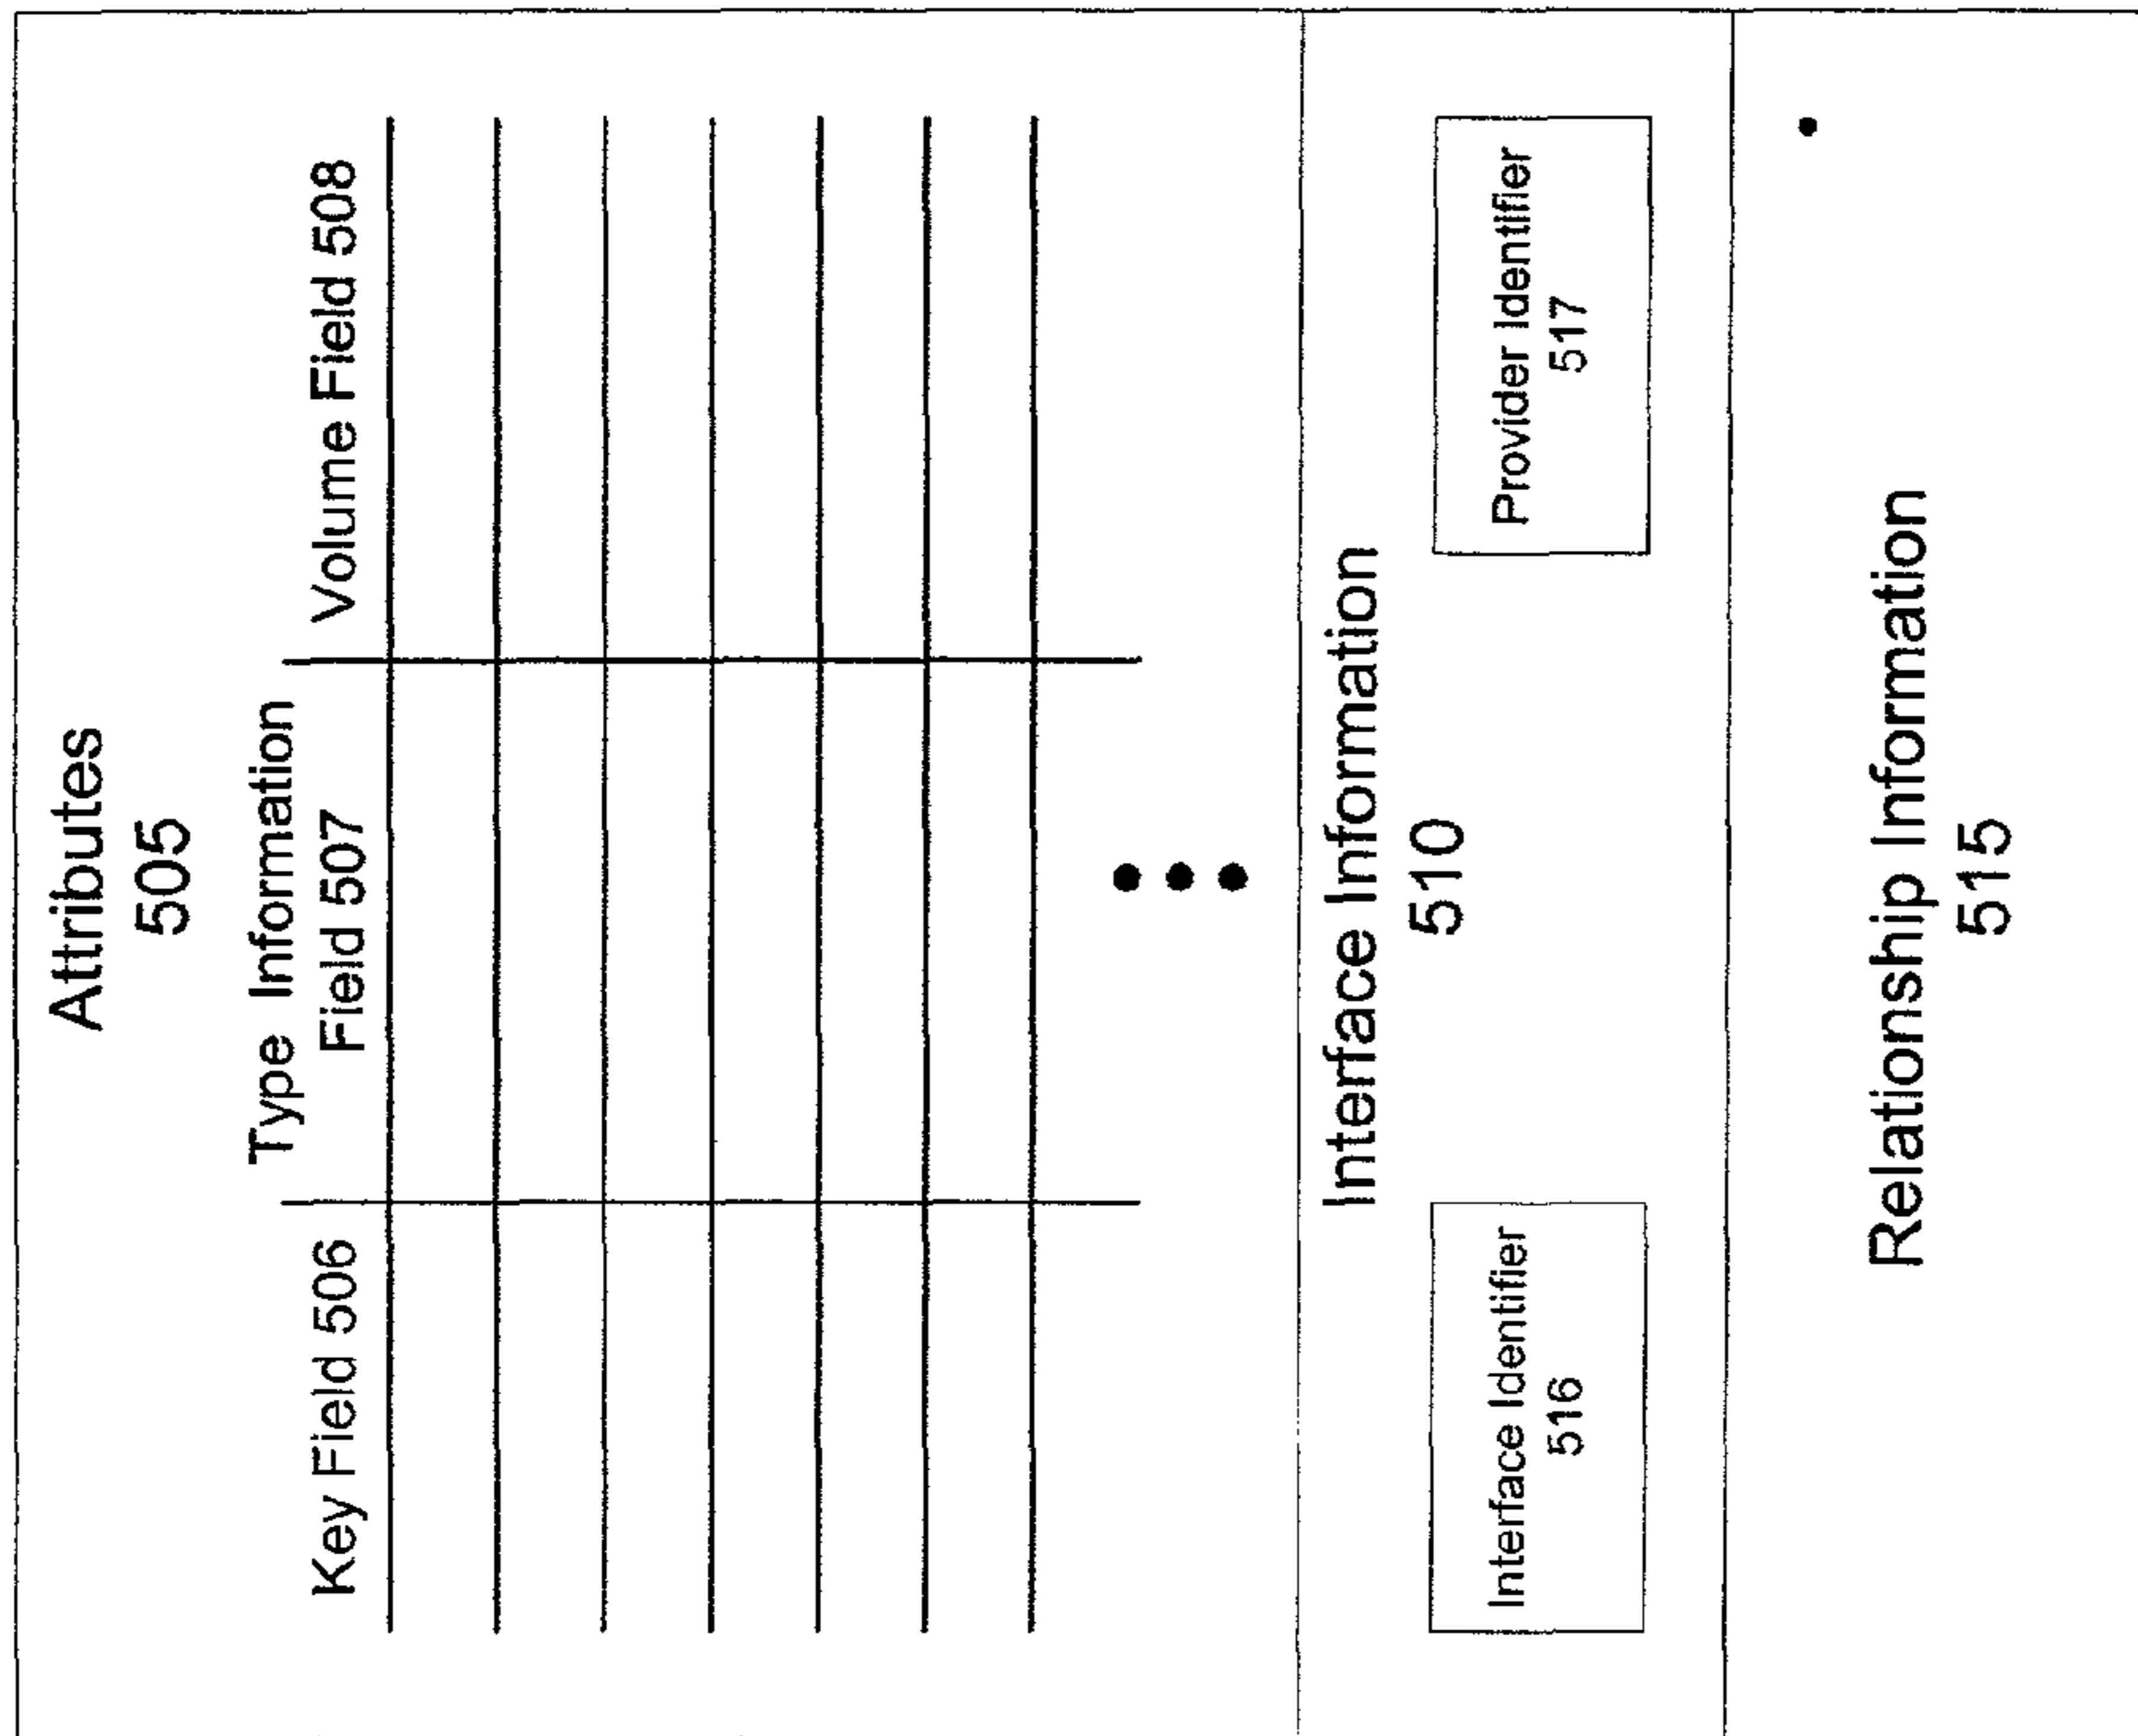 Attributes
505
Type Information
Key Field 506 Field 507 Volume Field 508
Interface Information
510
Interface Identifier
516
Provider Identifier
517
Relationship Information
515